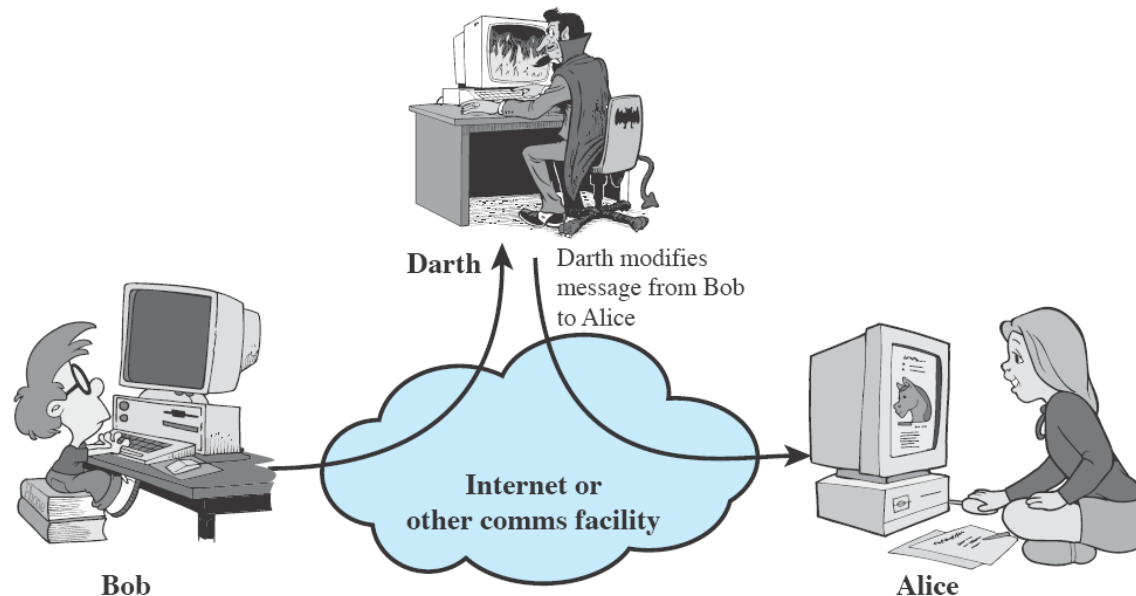 Darth
Darth modifies
message from Bob
to Alice
Internet or
other comms facility
Bob
Alice